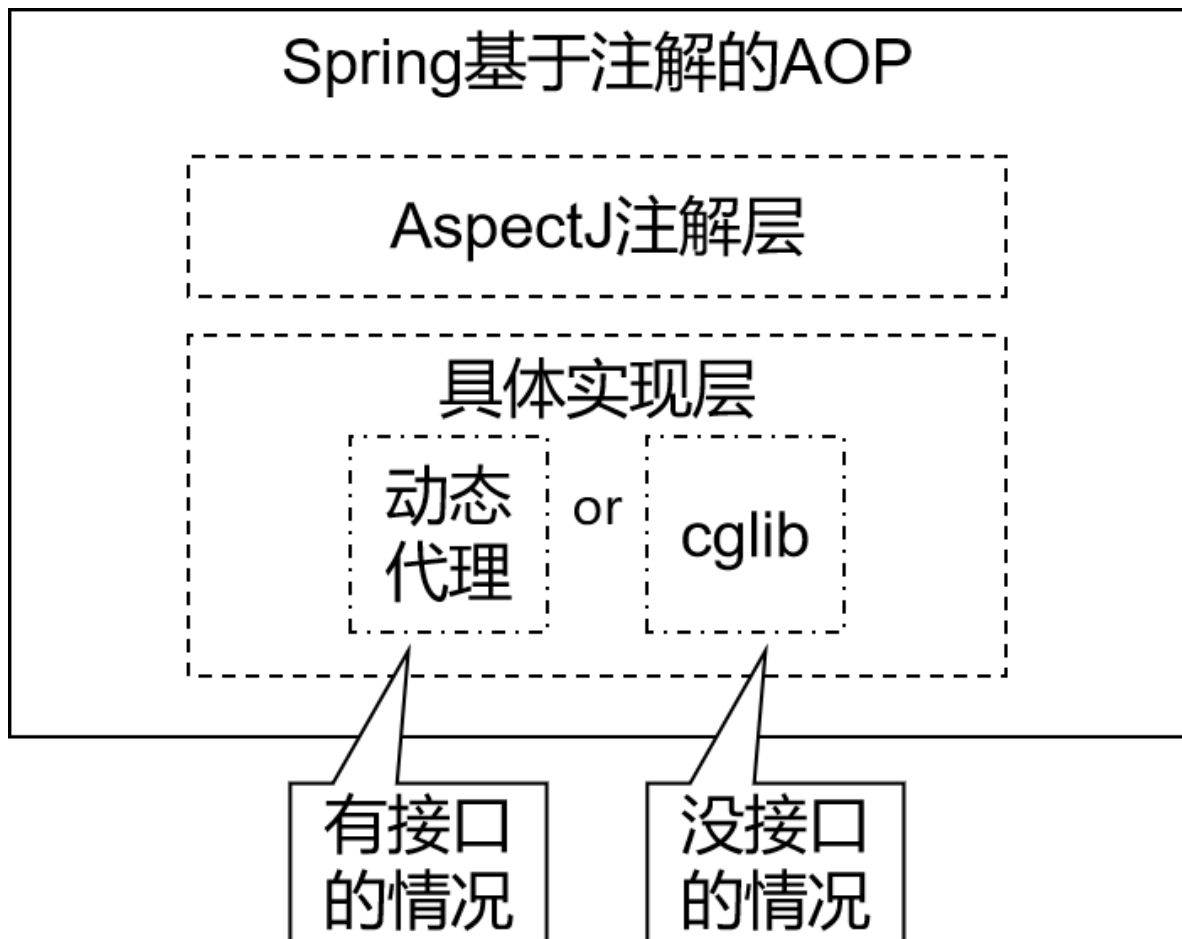 Spring基于注解的AOP
AspectJ注解层
具体实现层
动态
代理
or
cglib
有接口
的情况
没接口
的情况